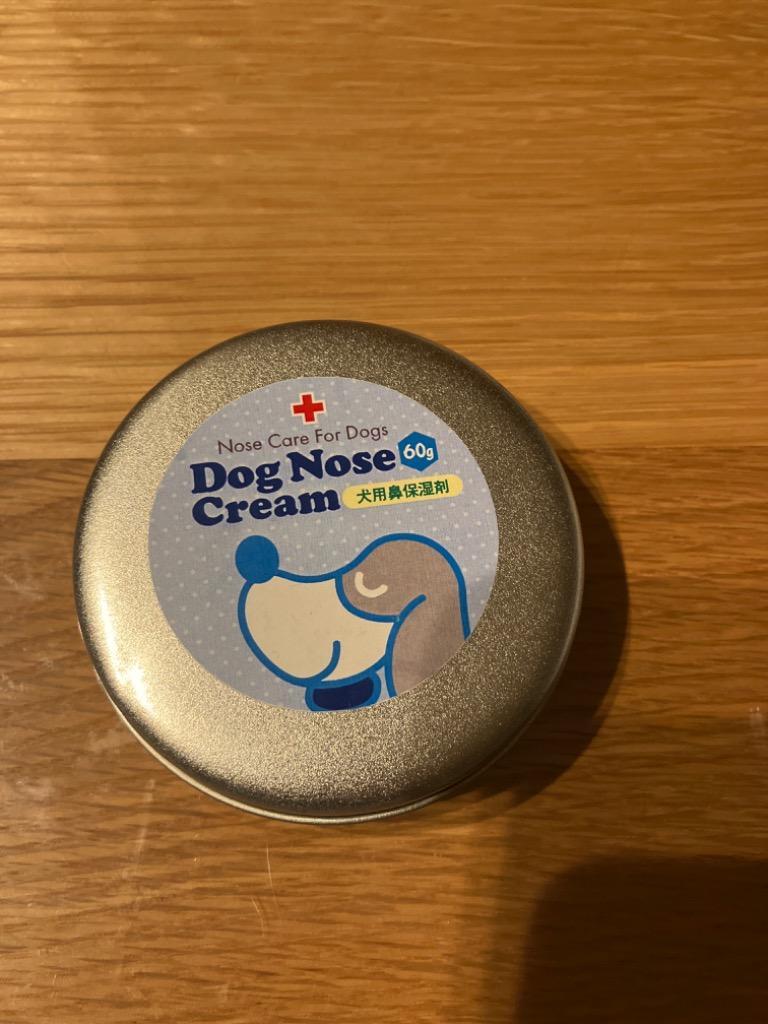 Nose Care For Dogs
Dog Nose
60g
Cream
犬用鼻保湿剤